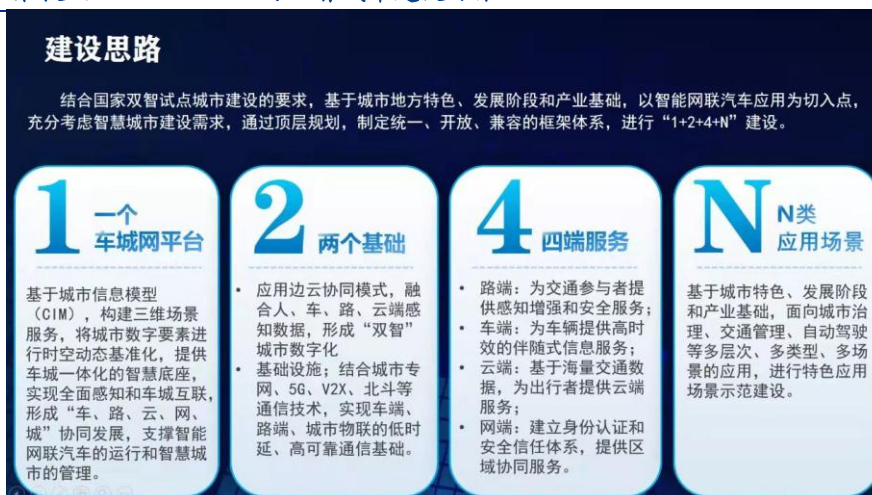 建设思路
结合国家双智试点城市建设的要求，基于城市地方特色、发展阶段和产业基础，以智能网联汽车应用为切入点，
充分考虑智慧城市建设需求，通过顶层规划，制定统一、开放、兼容的框架体系，进行“1+2+4+N”建设。
1 一个
车城网平台
基于城市信息模型
（CIM），构建三维场景
服务，将城市数字要素进
行时空动态基准化，提供
车城一体化的智慧底座，
实现全面感知和车城互联，
形成“车、路、云、网、
城”协同发展，支撑智能
网联汽车的运行和智慧城
市的管理。
2 两个基础
• 应用边云协同模式，融
合人、车、路、云端感
知数据，形成“双智”
城市数字化
• 基础设施；结合城市专
网、5G、V2X、北斗等
通信技术，实现车端、
路端、城市物联的低时
延、高可靠通信基础。
4 四端服务
• 路端：为交通参与者提
供感知增强和安全服务；
• 车端：为车辆提供高时
效的伴随式信息服务；
• 云端：基于海量交通数
据，为出行者提供云端
服务；
• 网端：建立身份认证和
安全信任体系，提供区
域协同服务。
N N类
应用场景
基于城市特色、发展阶段
和产业基础，面向城市治
理、交通管理、自动驾驶
等多层次、多类型、多场
景的应用，进行特色应用
场景示范建设。